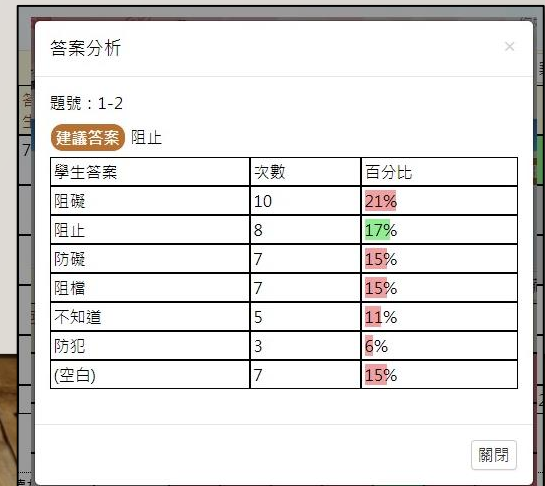 答案分析 ×
題號：1-2
建議答案 阻止
學生答案 次數 百分比
阻礙 10 21%
阻止 8 17%
防礙 7 15%
阻檔 7 15%
不知道 5 11%
防犯 3 6%
(空白) 7 15%
關閉